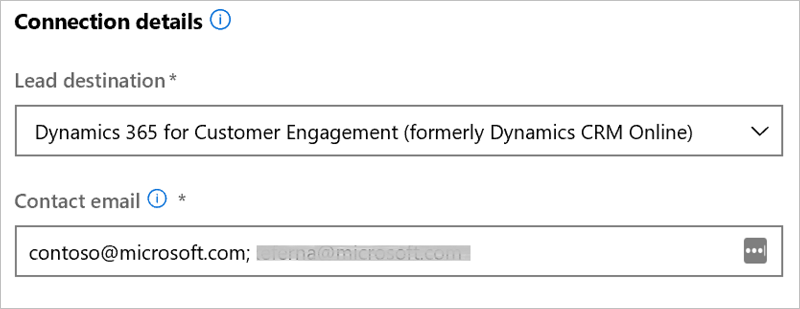 Connection details
Lead destination*
Dynamics 365 for Customer Engagement (formerly Dynamics CRM Online)
Contact email *
contoso@microsoft.com;